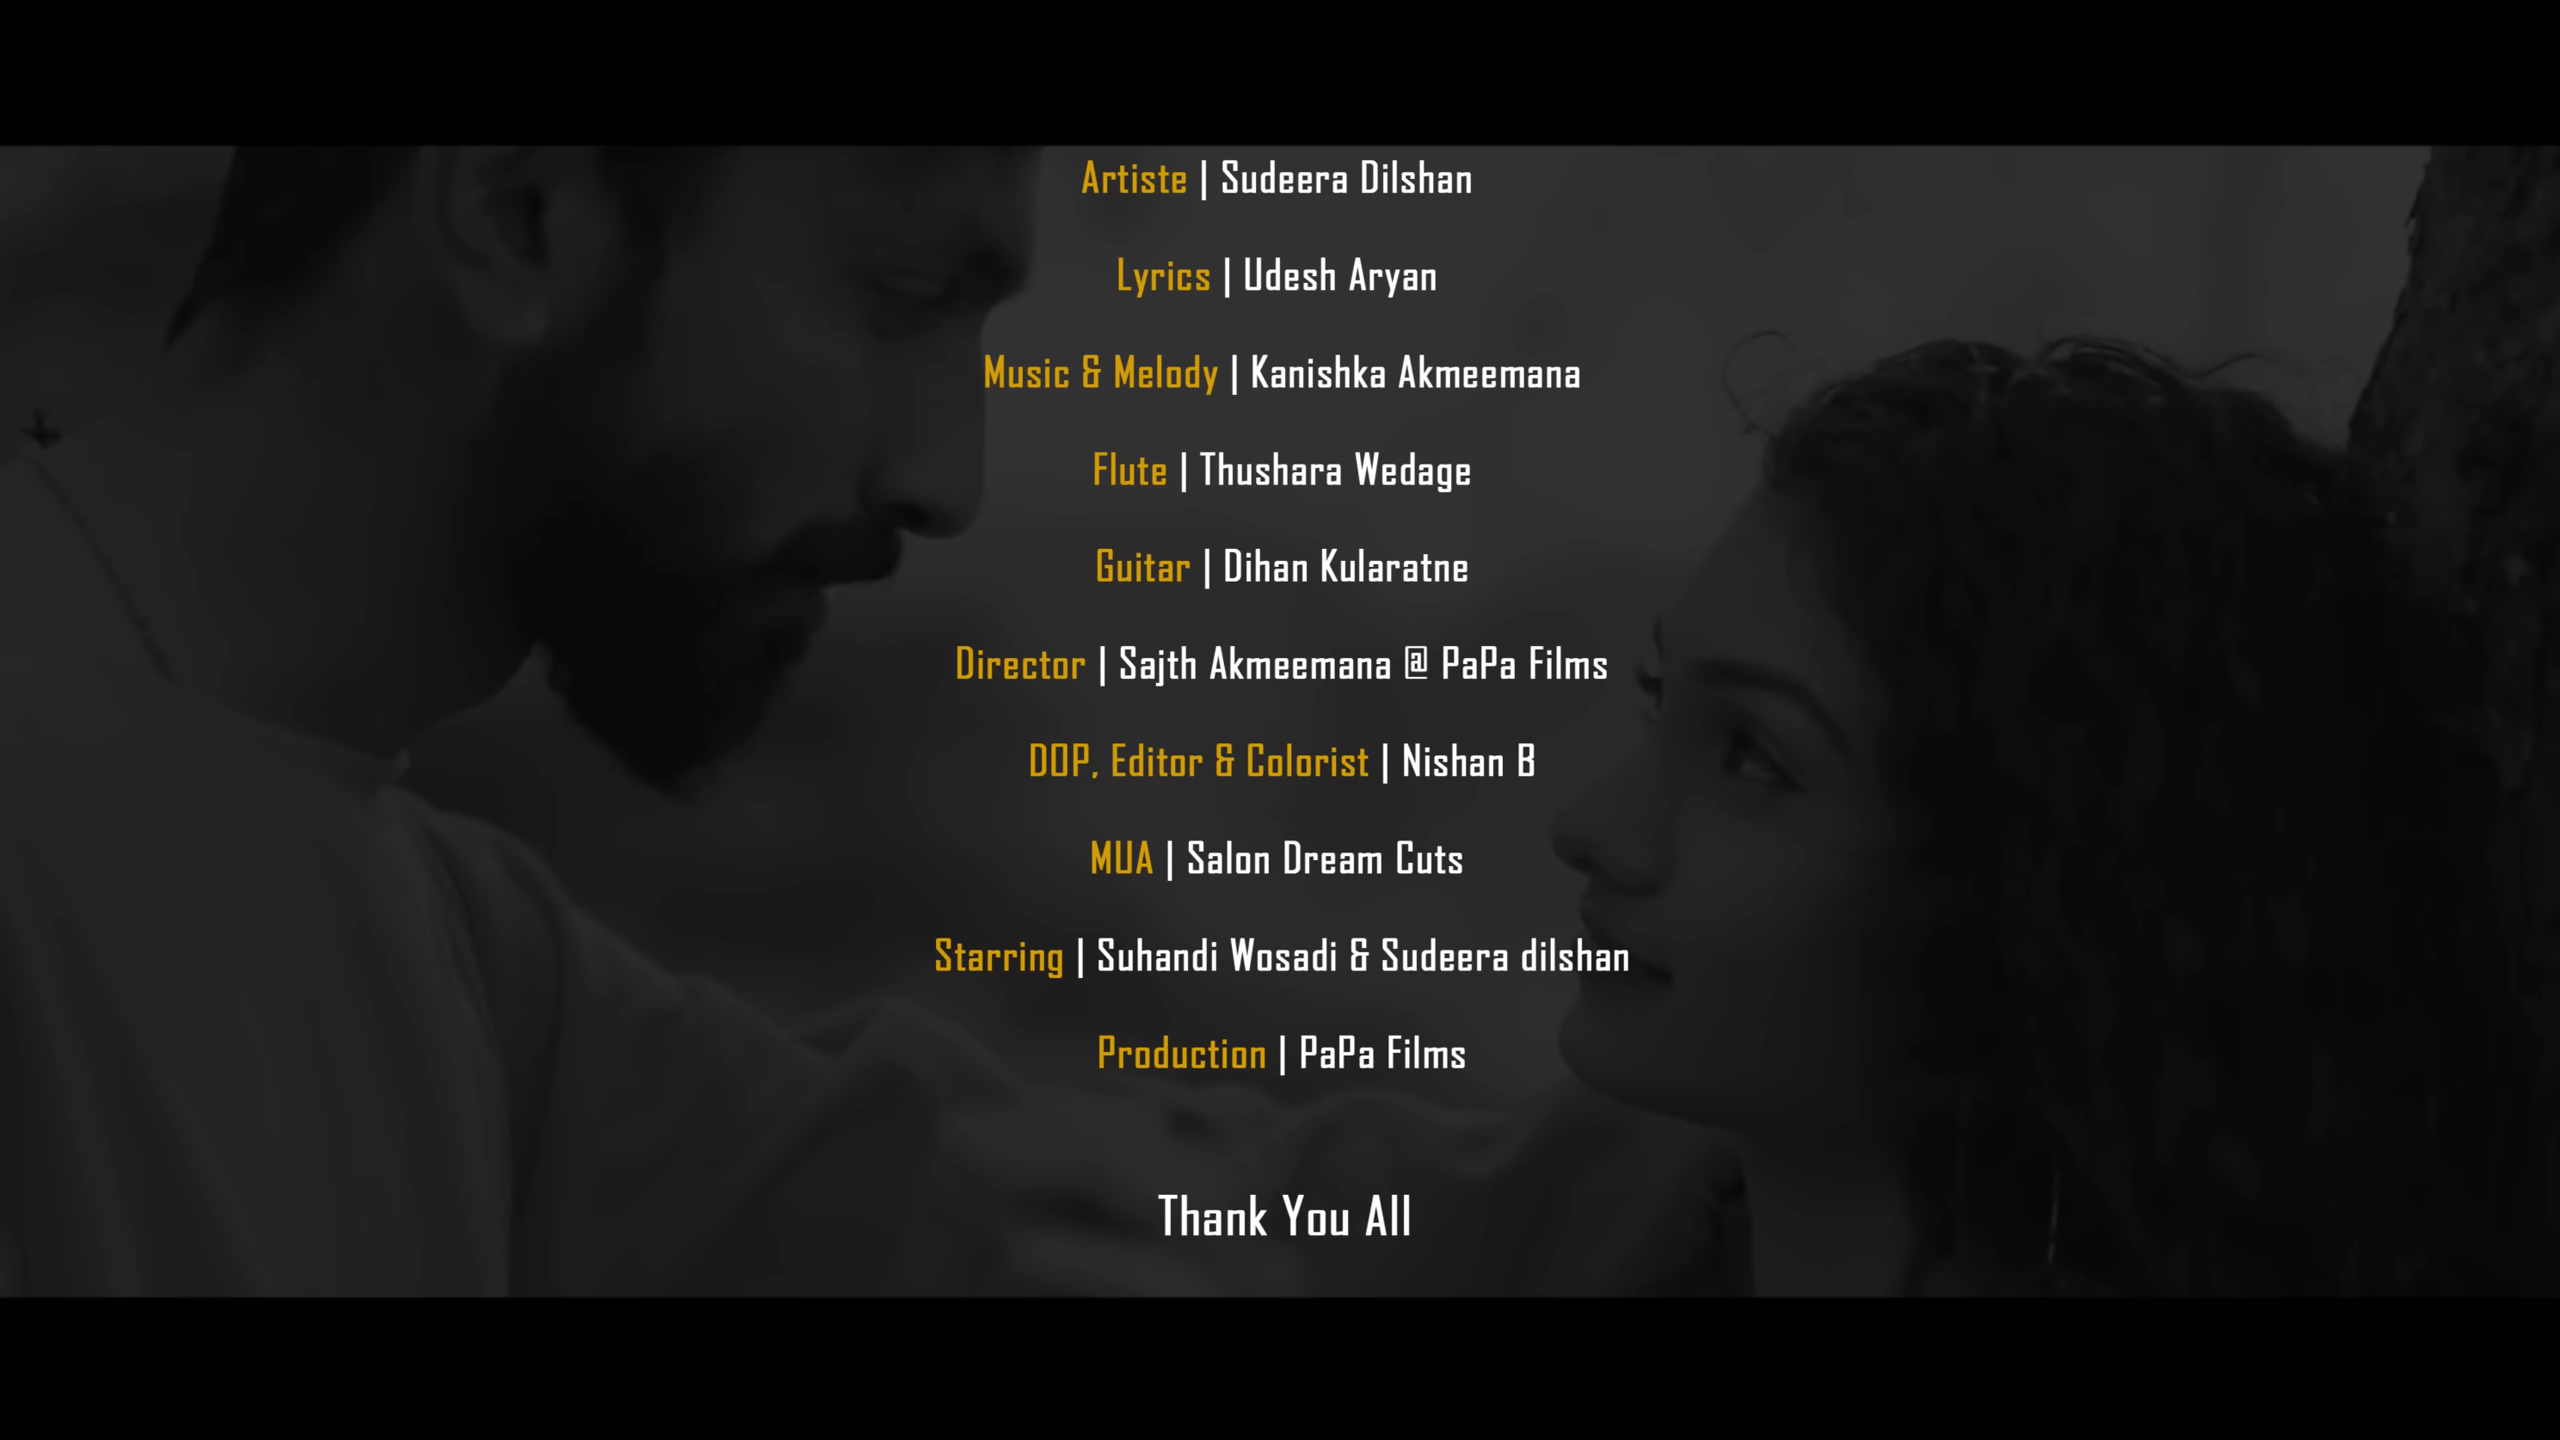 Artiste | Sudeera Dilshan
Lyrics | Udesh Aryan
Music & Melody | Kanishka Akmeemana
Flute | Thushara Wedage
Guitar | Dihan Kularatne
Director | Sajth Akmeemana @ PaPa Films
DOP, Editor & Colorist | Nishan B
MUA | Salon Dream Cuts
Starring | Suhandi Wosadi & Sudeera dilshan
Production | PaPa Films
Thank You All